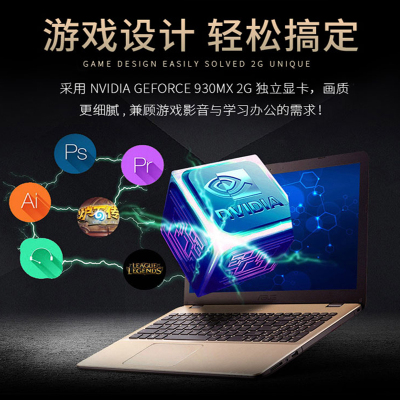 游戏设计 轻松搞定
GAME DESIGN EASILY SOLVED 2G UNIQUE
采用 NVIDIA GEFORCE 930MX 2G 独立显卡，画质
更细腻，兼顾游戏影音与学习办公的需求！
Ps
Pr
Ai
炉石传说
NVIDIA
LEAGUE OF
LEGENDS